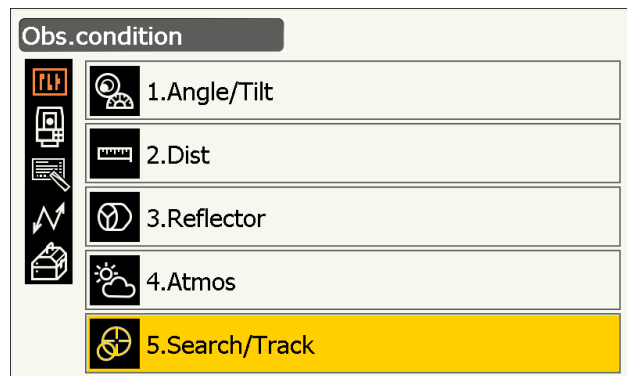 Obs.condition
1.Angle/Tilt
2.Dist
3.Reflector
4.Atmos
5.Search/Track